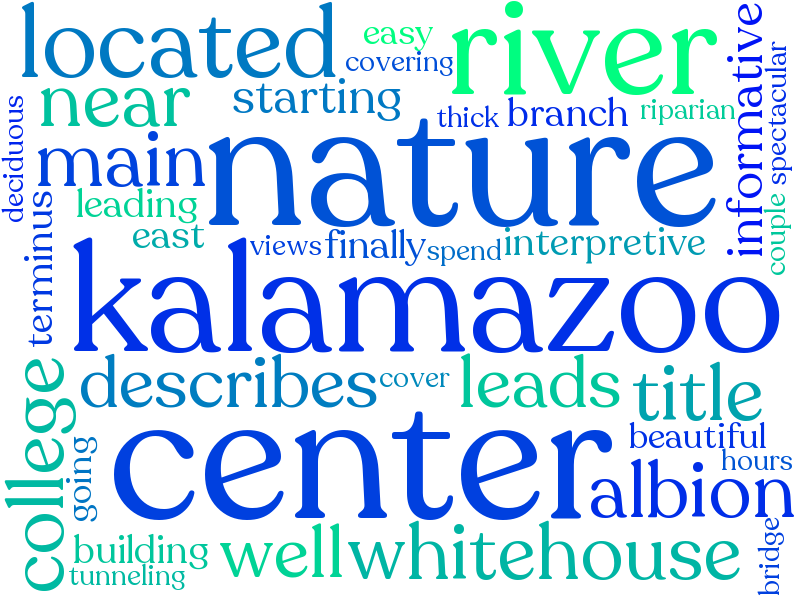 located
easy
river
informative
covering
near
starting
thick
branch
riparian
spectacular
deciduous
main
nature
leading
east
couple
terminus
views
finally
spend
interpretive
kalamazoo
describes
cover
leads
title
college
center
beautiful
going
hours
albion
building
well
whitehouse
tunneling
bridge